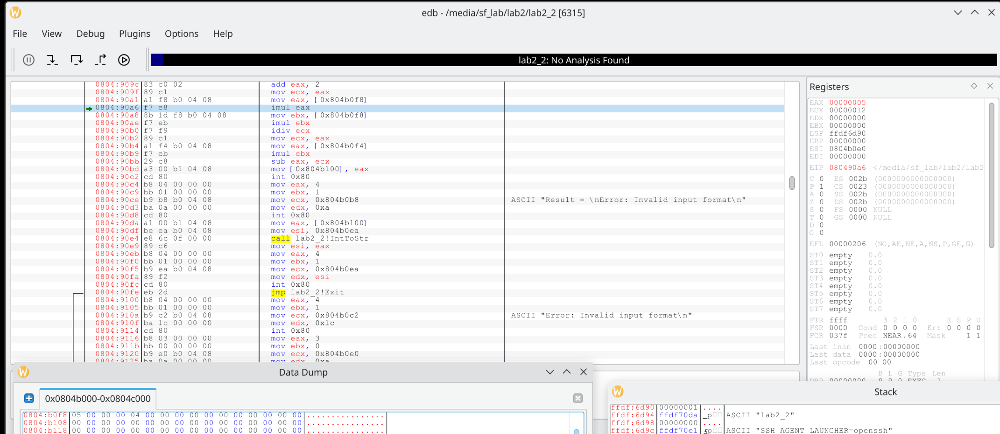 edb - /media/sf_lab/lab2/lab2_2 [6315]
File View Debug Plugins Options Help
lab2_2: No Analysis Found
0804:909c 83 c0 02 add eax, 2
0804:909f 89 c1 mov ecx, eax
0804:90a1 a1 f8 b0 04 08 mov eax, [0x804b0f8]
0804:90a6 f7 e8 imul eax
0804:90a8 8b 1d f8 b0 04 08 mov ebx, [0x804b0f8]
0804:90ae f7 eb imul ebx
0804:90b0 f7 f9 idiv ecx
0804:90b2 89 c1 mov ecx, eax
0804:90b4 a1 f4 b0 04 08 mov eax, [0x804b0f4]
0804:90b9 f7 eb imul ebx
0804:90bb 29 c8 sub eax, ecx
0804:90bd a3 00 b1 04 08 mov [0x804b100], eax
0804:90c2 cd 80 int 0x80
0804:90c4 b8 04 00 00 00 mov eax, 4
0804:90c9 bb 01 00 00 00 mov ebx, 1
0804:90ce b9 b8 b0 04 08 mov ecx, 0x804b0b8 ASCII "Result = \nError: Invalid input format\n"
0804:90d3 ba 0a 00 00 00 mov edx, 0xa
0804:90d8 cd 80 int 0x80
0804:90da a1 00 b1 04 08 mov eax, [0x804b100]
0804:90df be ea b0 04 08 mov esi, 0x804b0ea
0804:90e4 e8 6c 0f 00 00 call lab2_2!IntToStr
0804:90e9 89 c6 mov esi, eax
0804:90eb b8 04 00 00 00 mov eax, 4
0804:90f0 bb 01 00 00 00 mov ebx, 1
0804:90f5 b9 ea b0 04 08 mov ecx, 0x804b0ea
0804:90fa 89 f2 mov edx, esi
0804:90fc cd 80 int 0x80
0804:90fe eb 2d jmp lab2_2!Exit
0804:9100 b8 04 00 00 00 mov eax, 4
0804:9105 bb 01 00 00 00 mov ebx, 1
0804:910a b9 c2 b0 04 08 mov ecx, 0x804b0c2 ASCII "Error: Invalid input format\n"
0804:910f ba 1c 00 00 00 mov edx, 0x1c
0804:9114 cd 80 int 0x80
0804:9116 b8 03 00 00 00 mov eax, 3
0804:911b bb 00 00 00 00 mov ebx, 0
0804:9120 b9 e0 b0 04 08 mov ecx, 0x804b0e0
0804:9125 ba 0a 00 00 00 mov edx, 0xa
Registers
EAX 00000005
ECX 00000012
EDX 00000000
EBX 00000000
ESP ffdf6d90
EBP 00000000
ESI 0804b0e0
EDI 00000000
EIP 080490a6 </media/sf_lab/lab2/lab2
C 0 ES 002b (0000000000000000)
P 1 CS 0023 (0000000000000000)
A 0 SS 002b (0000000000000000)
Z 0 DS 002b (0000000000000000)
S 0 FS 0000 NULL
T 0 GS 0000 NULL
D 0
O 0
EFL 00000206 (NO,AE,NE,A,NS,P,GE,G)
ST0 empty 0.0
ST1 empty 0.0
ST2 empty 0.0
ST3 empty 0.0
ST4 empty 0.0
ST5 empty 0.0
ST6 empty 0.0
ST7 empty 0.0
FTR ffff 3 2 1 0 E S P U
FSR 0000 Cond 0 0 0 0 Err 0 0 0 0
FCR 037f Prec NEAR,64 Mask 1 1
Last insn 0000:00000000
Last data 0000:00000000
Last opcode 00 00
B L G Type Len
DR0 00000000 0 0 0 EXEC 1
Data Dump
0x0804b000-0x0804c000
0804:b0f8 05 00 00 00 04 00 00 00 00 00 00 00 00 00 00 00 ................
0804:b108 00 00 00 00 00 00 00 00 00 00 00 00 00 00 00 00 ................
0804:b118 00 00 00 00 00 00 00 00 00 00 00 00 00 00 00 00 ................
Stack
ffdf:6d90 00000001 ....
ffdf:6d94 ffdf70da _p□□ ASCII "lab2_2"
ffdf:6d98 00000000 ....
ffdf:6d9c ffdf70e1 ASCII "SSH_AGENT_LAUNCHER=openssh"